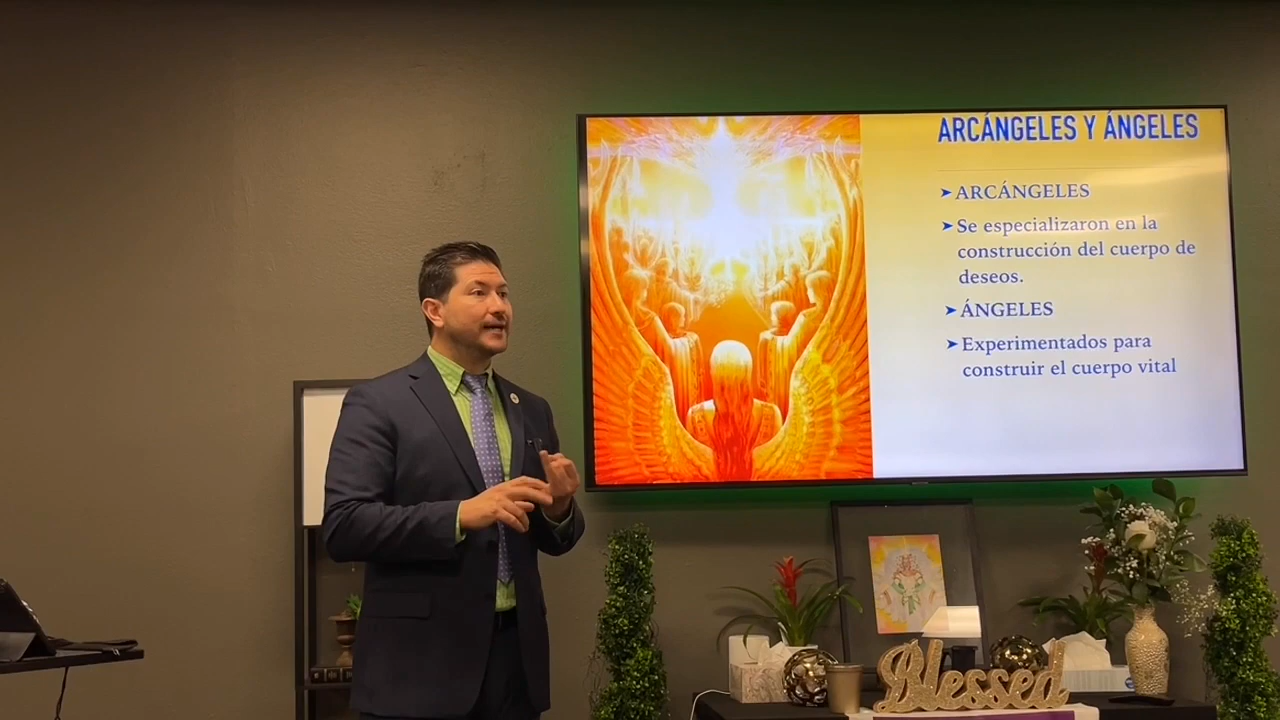 ARCÁNGELES Y ÁNGELES
➤ARCÁNGELES
➤Se especializaron en la
construcción del cuerpo de
deseos.
➤ÁNGELES
➤Experimentados para
construir el cuerpo vital
Blessed